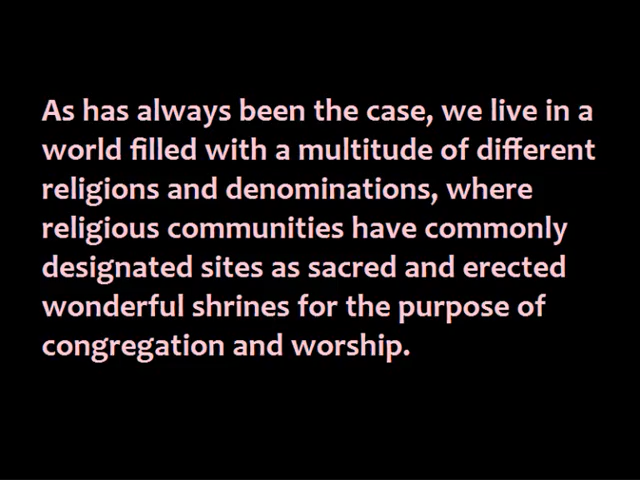 As has always been the case, we live in a
world filled with a multitude of different
religions and denominations, where
religious communities have commonly
designated sites as sacred and erected
wonderful shrines for the purpose of
congregation and worship.